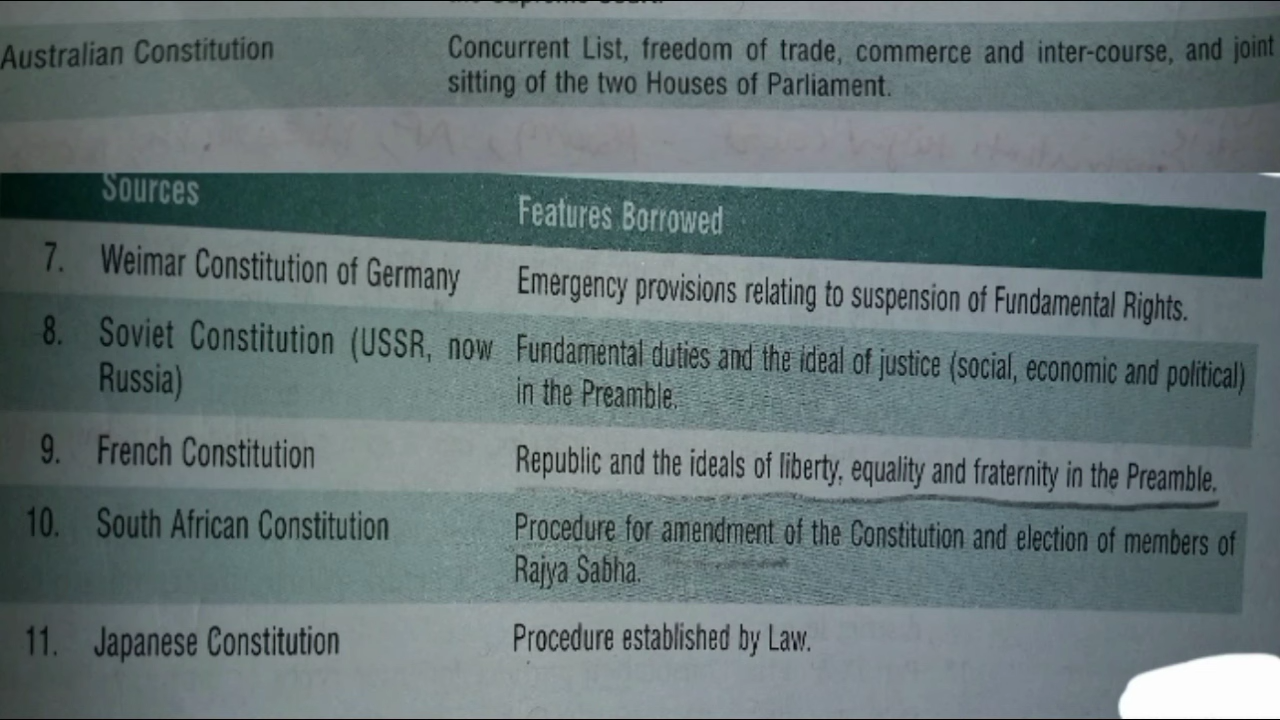 Australian Constitution
Concurrent List, freedom of trade, commerce and inter-course, and joint
sitting of the two Houses of Parliament.
Sources
Features Borrowed
7. Weimar Constitution of Germany
Emergency provisions relating to suspension of Fundamental Rights.
8. Soviet Constitution (USSR, now
Russia)
Fundamental duties and the ideal of justice (social, economic and political)
in the Preamble.
9. French Constitution
Republic and the ideals of liberty, equality and fraternity in the Preamble.
10. South African Constitution
Procedure for amendment of the Constitution and election of members of
Rajya Sabha.
11. Japanese Constitution
Procedure established by Law.